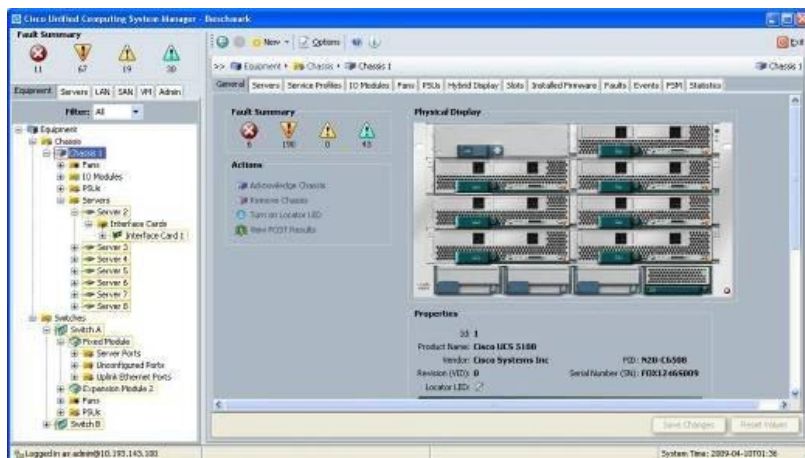 Cisco Unified Computing System Manager - Benchmark
Fault Summary
11 67 19 30
New Options Exit
>> Equipment Chassis Chassis 1 Chassis 1
Equipment Servers LAN SAN VM Admin
Filter: All
General Servers Service Profiles IO Modules Fans PSUs Hybrid Display Slots Installed Firmware Faults Events FSM Statistics
Equipment
Chassis
Chassis 1
Fans
IO Modules
PSUs
Servers
Server 2
Interface Cards
Interface Card 1
Server 3
Server 4
Server 5
Server 6
Server 7
Server 8
Switches
Switch A
Fixed Module
Server Ports
Unconfigured Ports
Uplink Ethernet Ports
Expansion Module 2
Fans
PSUs
Switch B
Fault Summary
6 190 0 43
Actions
Acknowledge Chassis
Remove Chassis
Turn on Locator LED
View POST Results
Physical Display
Properties
ID: 1
Product Name: Cisco UCS 5100
Vendor: Cisco Systems Inc PID: N20-C6508
Revision (VID): 0 Serial Number (SN): FOX1246S009
Locator LED:
Save Changes Reset Values
Logged in as admin@10.193.143.100 System Time: 2009-04-10T01:36